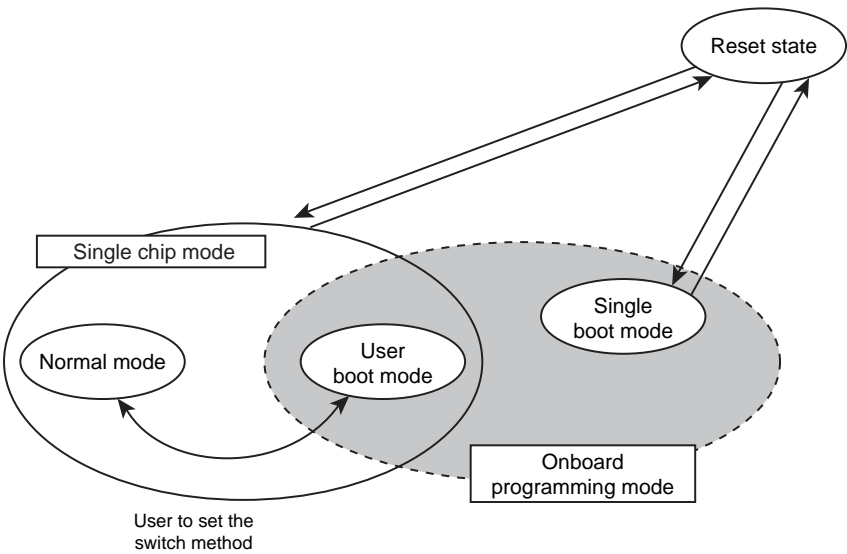 Reset state
Single chip mode
Single
boot mode
Normal mode
User
boot mode
Onboard
programming mode
User to set the
switch method